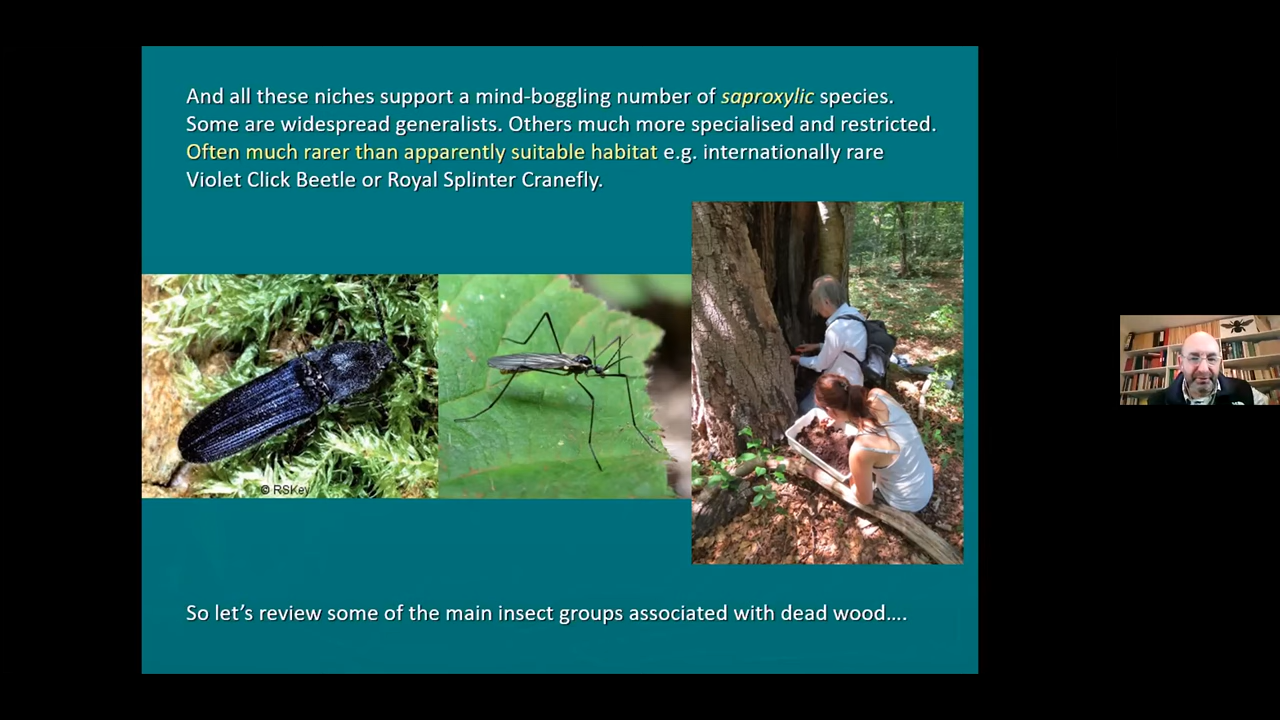 And all these niches support a mind-boggling number of saproxylic species.
Some are widespread generalists. Others much more specialised and restricted.
Often much rarer than apparently suitable habitat e.g. internationally rare
Violet Click Beetle or Royal Splinter Cranefly.
© RSKey
So let’s review some of the main insect groups associated with dead wood….